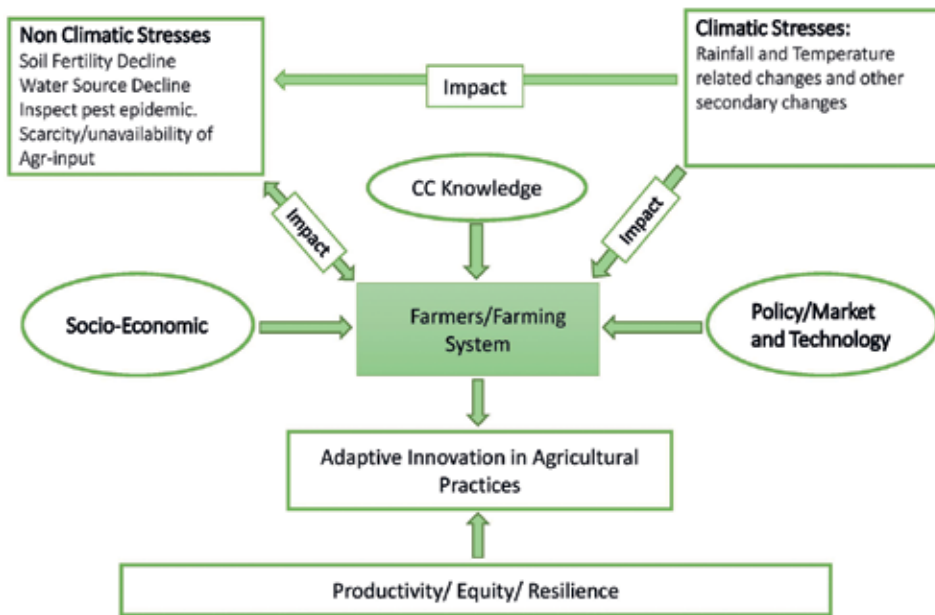 Non Climatic Stresses
Soil Fertility Decline
Water Source Decline
Inspect pest epidemic.
Scarcity/unavailability of
Agr-input
Climatic Stresses:
Rainfall and Temperature
related changes and other
secondary changes
Impact
CC Knowledge
Impact
Impact
Socio-Economic
Farmers/Farming
System
Policy/Market
and Technology
Adaptive Innovation in Agricultural
Practices
Productivity/ Equity/ Resilience